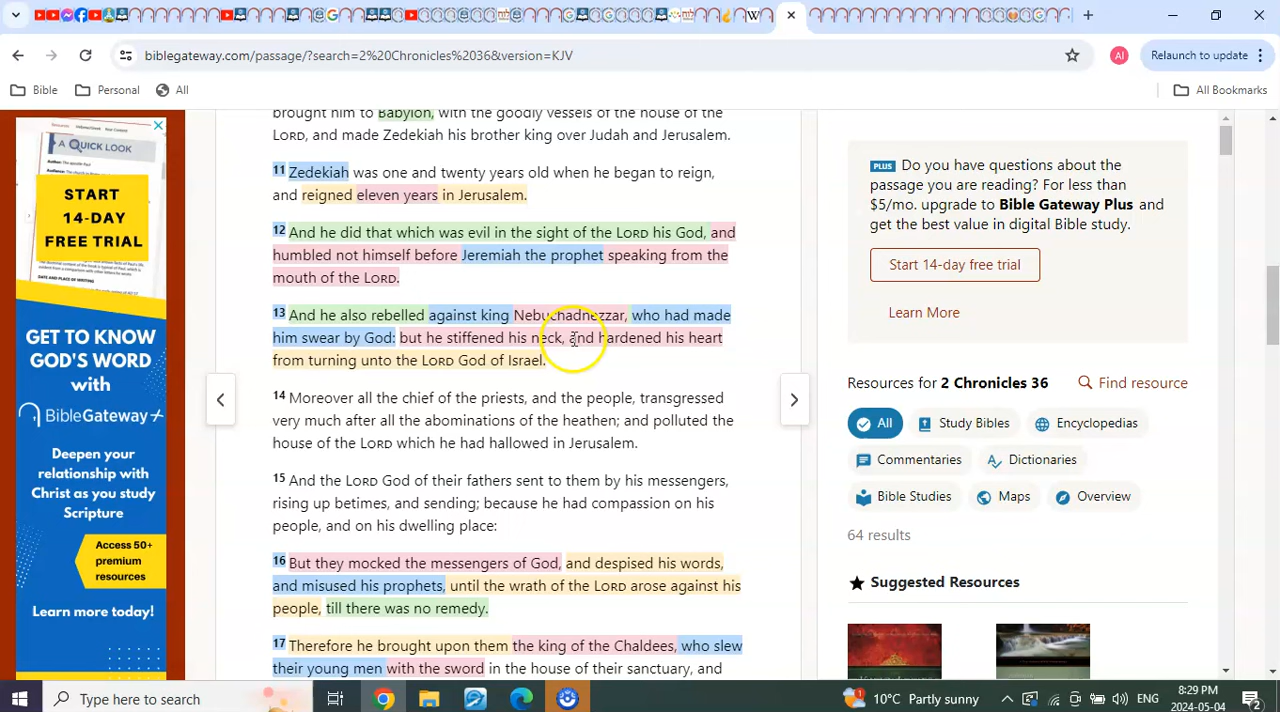 biblegateway.com/passage/?search=2%20Chronicles%2036&version=KJV
AI
Relaunch to update
Bible
Personal
All
All Bookmarks
A QUICK LOOK
START
14-DAY
FREE TRIAL
GET TO KNOW
GOD'S WORD
with
BIBLEGATEWAY+
Deepen your
relationship with
Christ as you study
Scripture
Access 50+
premium
resources
Learn more today!
brought him to Babylon, with the goodly vessels of the house of the
LORD, and made Zedekiah his brother king over Judah and Jerusalem.
11 Zedekiah was one and twenty years old when he began to reign,
and reigned eleven years in Jerusalem.
12 And he did that which was evil in the sight of the LORD his God, and
humbled not himself before Jeremiah the prophet speaking from the
mouth of the LORD.
13 And he also rebelled against king Nebuchadnezzar, who had made
him swear by God: but he stiffened his neck, and hardened his heart
from turning unto the LORD God of Israel.
14 Moreover all the chief of the priests, and the people, transgressed
very much after all the abominations of the heathen; and polluted the
house of the LORD which he had hallowed in Jerusalem.
15 And the LORD God of their fathers sent to them by his messengers,
rising up betimes, and sending; because he had compassion on his
people, and on his dwelling place:
16 But they mocked the messengers of God, and despised his words,
and misused his prophets, until the wrath of the LORD arose against his
people, till there was no remedy.
17 Therefore he brought upon them the king of the Chaldees, who slew
their young men with the sword in the house of their sanctuary, and
PLUS Do you have questions about the
passage you are reading? For less than
$5/mo. upgrade to Bible Gateway Plus and
get the best value in digital Bible study.
Start 14-day free trial
Learn More
Resources for 2 Chronicles 36
Find resource
All
Study Bibles
Encyclopedias
Commentaries
Dictionaries
Bible Studies
Maps
Overview
64 results
Suggested Resources
Type here to search
10°C Partly sunny
ENG
8:29 PM
2024-05-04
2